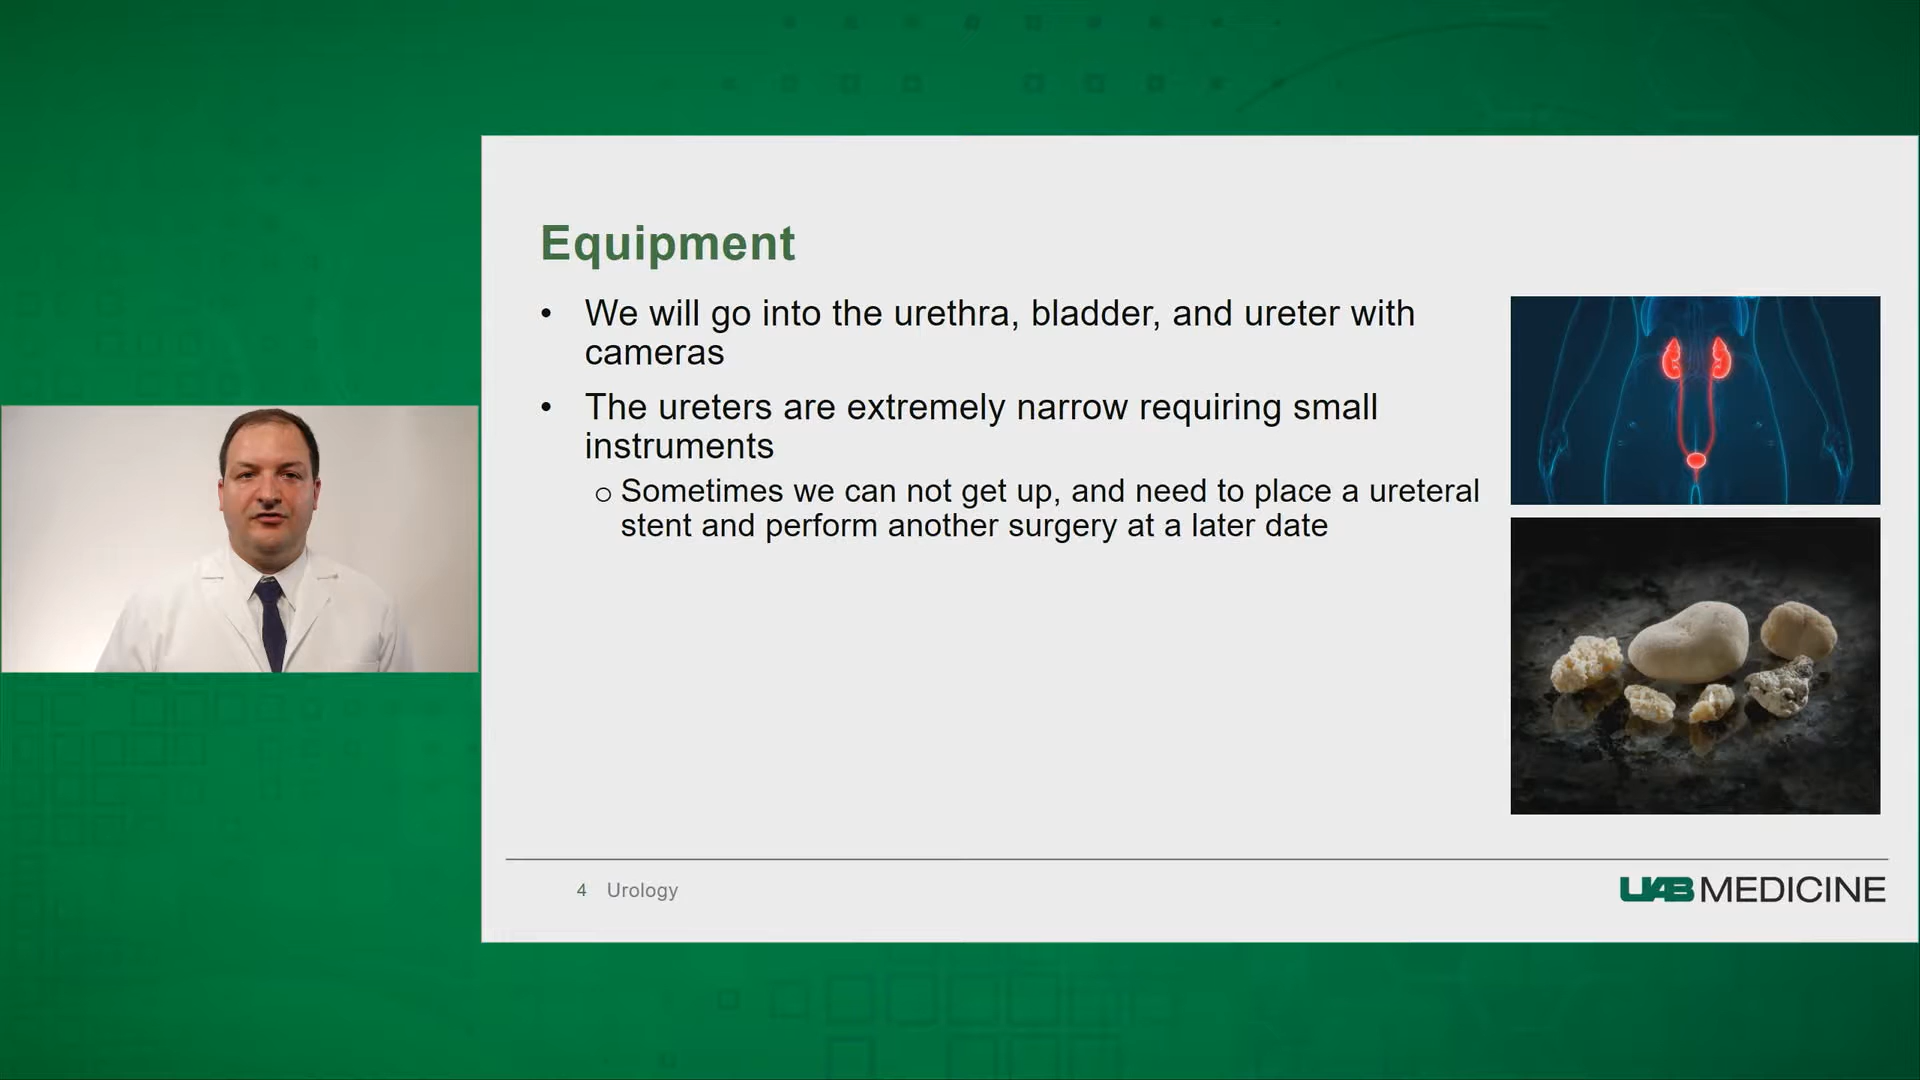 Equipment
• We will go into the urethra, bladder, and ureter with
cameras
• The ureters are extremely narrow requiring small
instruments
o Sometimes we can not get up, and need to place a ureteral
stent and perform another surgery at a later date
4 Urology
UAB MEDICINE